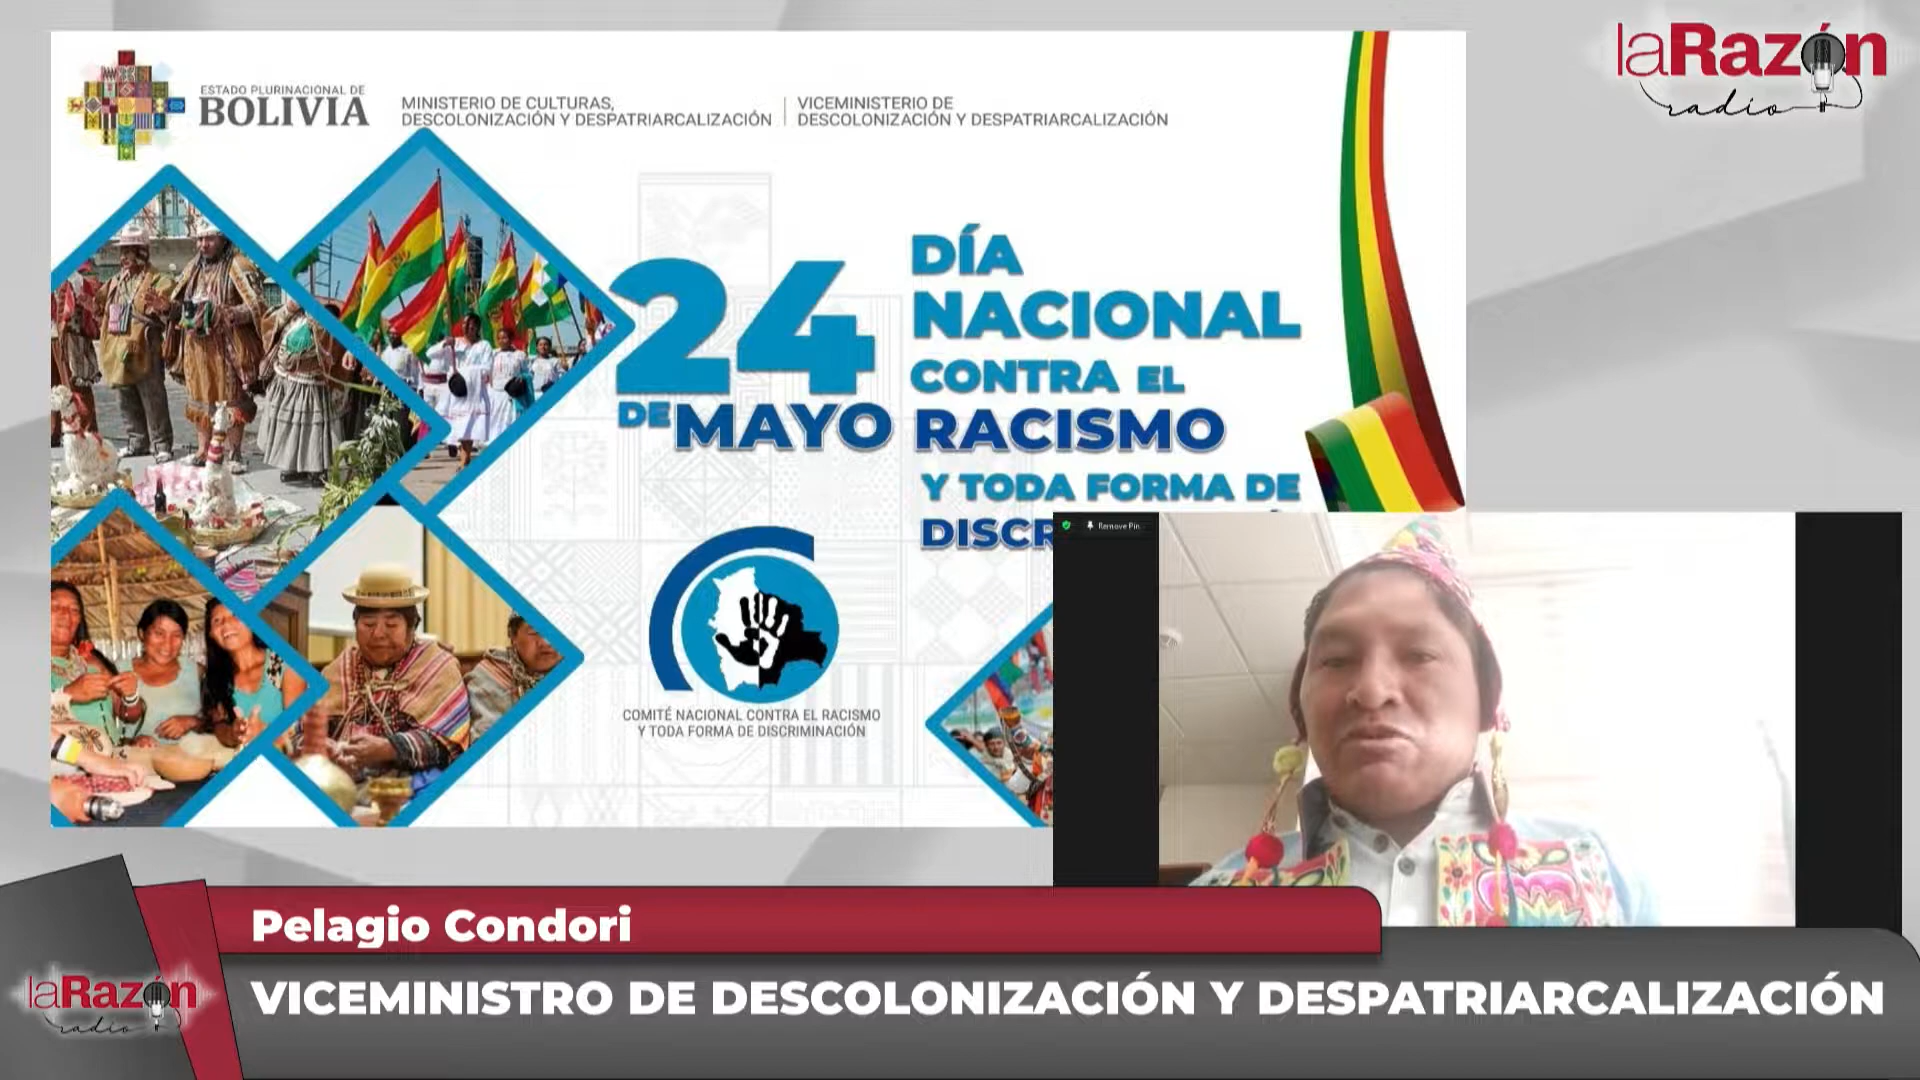 ESTADO PLURINACIONAL DE
BOLIVIA
MINISTERIO DE CULTURAS,
DESCOLONIZACIÓN Y DESPATRIARCALIZACIÓN
VICEMINISTERIO DE
DESCOLONIZACIÓN Y DESPATRIARCALIZACIÓN
laRazón
radio
24
DE MAYO
DÍA
NACIONAL
CONTRA EL
RACISMO
Y TODA FORMA DE
DISCR
COMITÉ NACIONAL CONTRA EL RACISMO
Y TODA FORMA DE DISCRIMINACIÓN
Remove Pin
Pelagio Condori
laRazón
radio
VICEMINISTRO DE DESCOLONIZACIÓN Y DESPATRIARCALIZACIÓN